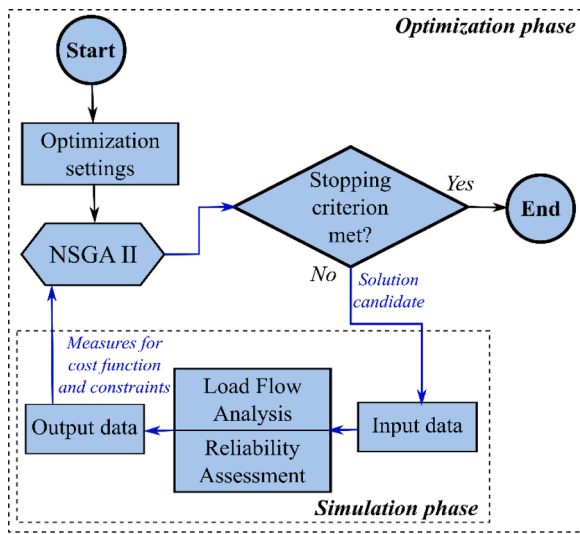 Optimization phase
Start
Optimization
settings
NSGA II
Stopping
criterion
met?
Yes
End
No
Solution
candidate
Measures for
cost function
and constraints
Output data
Load Flow
Analysis
Reliability
Assessment
Input data
Simulation phase